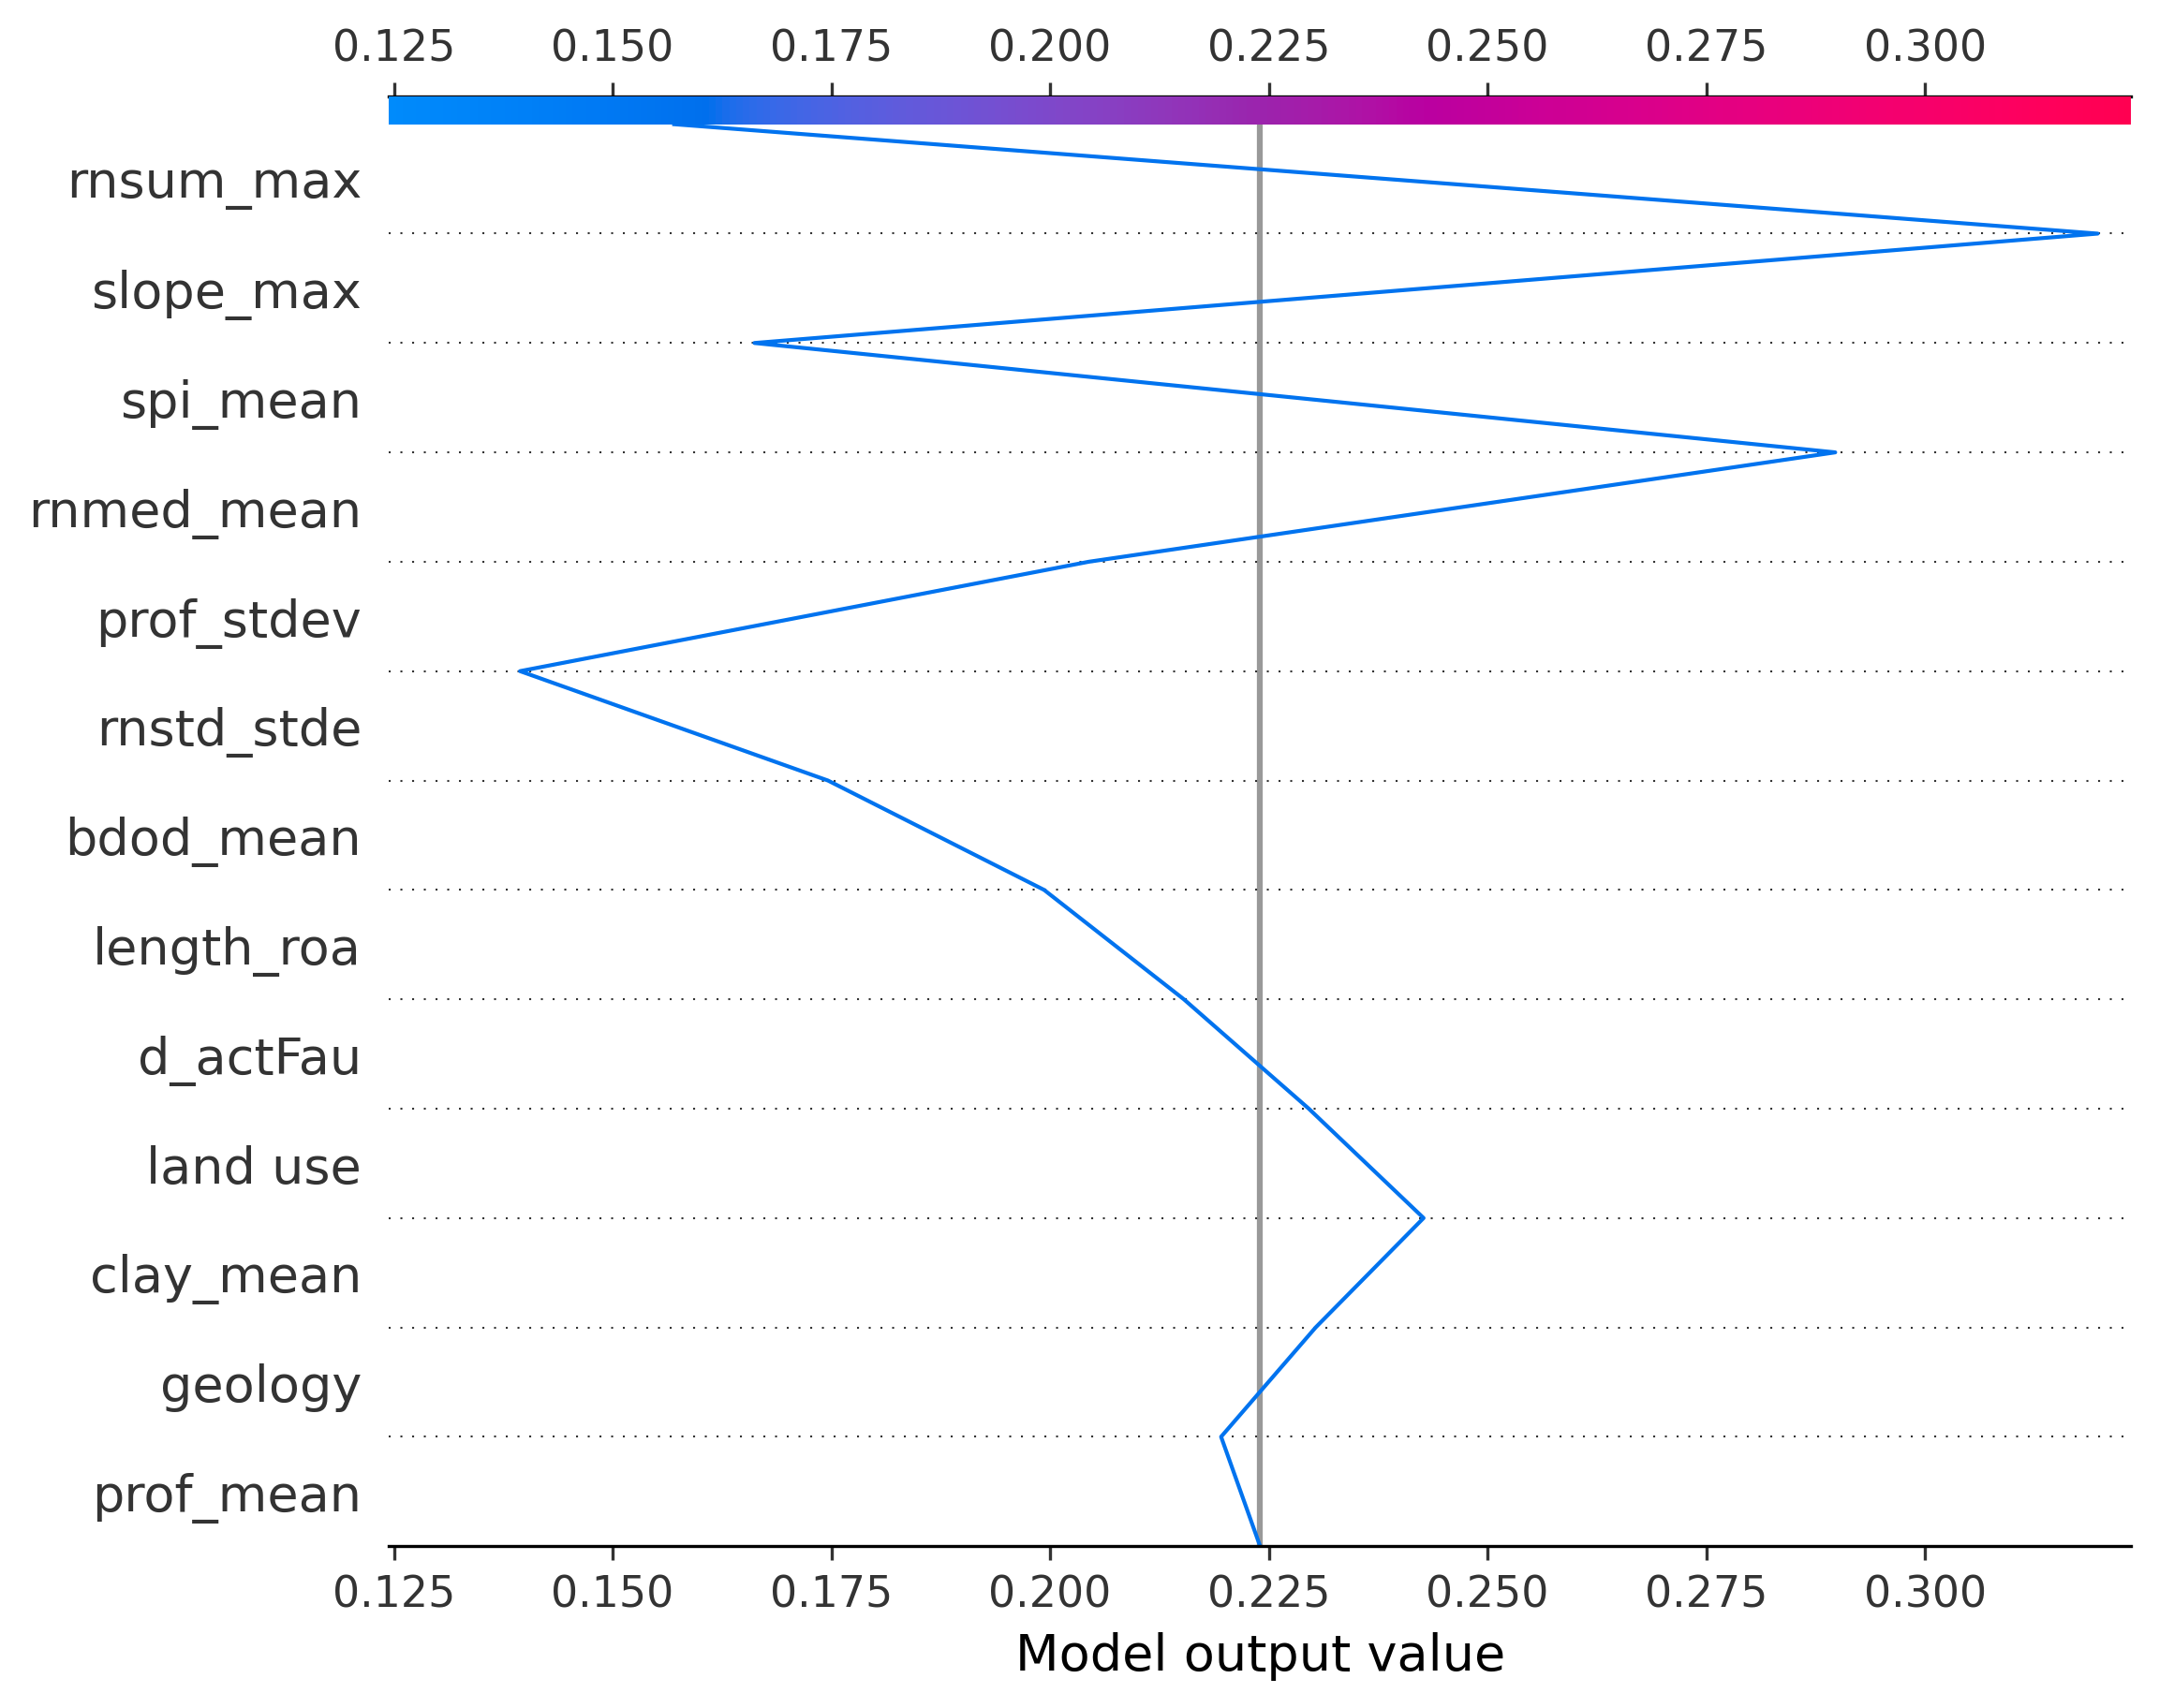 0.125 0.150 0.175 0.200 0.225 0.250 0.275 0.300
rnsum_max
slope_max
spi_mean
rnmed_mean
prof_stdev
rnstd_stde
bdod_mean
length_roa
d_actFau
land use
clay_mean
geology
prof_mean
0.125 0.150 0.175 0.200 0.225 0.250 0.275 0.300
Model output value